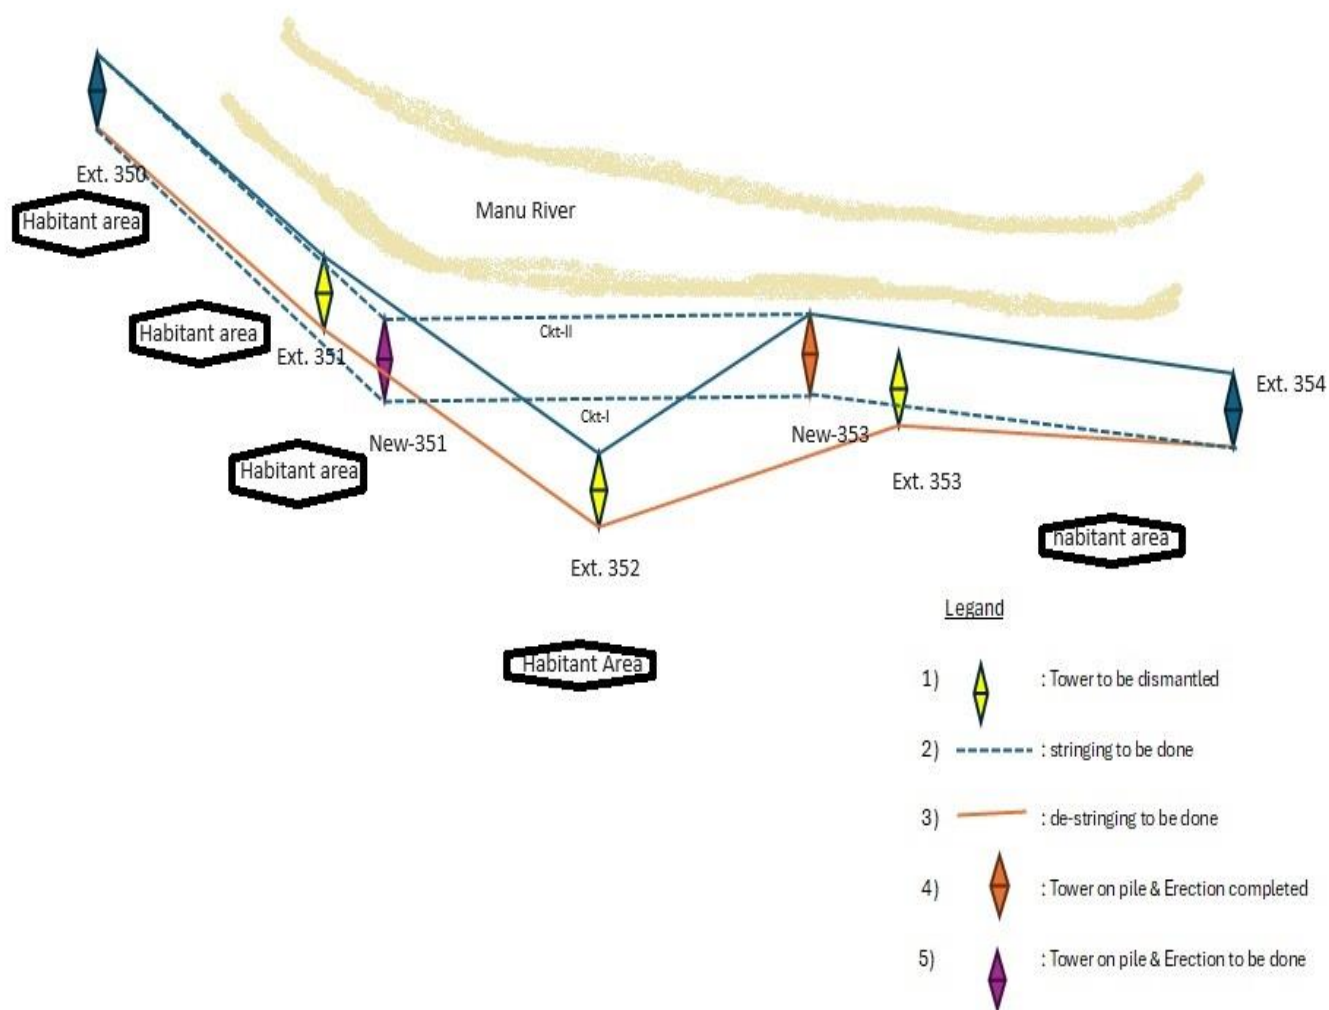 Ext. 350
Habitant area
Manu River
Habitant area
Ext. 351
Ckt-II
Ext. 354
Ckt-I
New-351
New-353
Habitant area
Ext. 353
habitant area
Ext. 352
Legand
Habitant Area
1) : Tower to be dismantled
2) : stringing to be done
3) : de-stringing to be done
4) : Tower on pile & Erection completed
5) : Tower on pile & Erection to be done